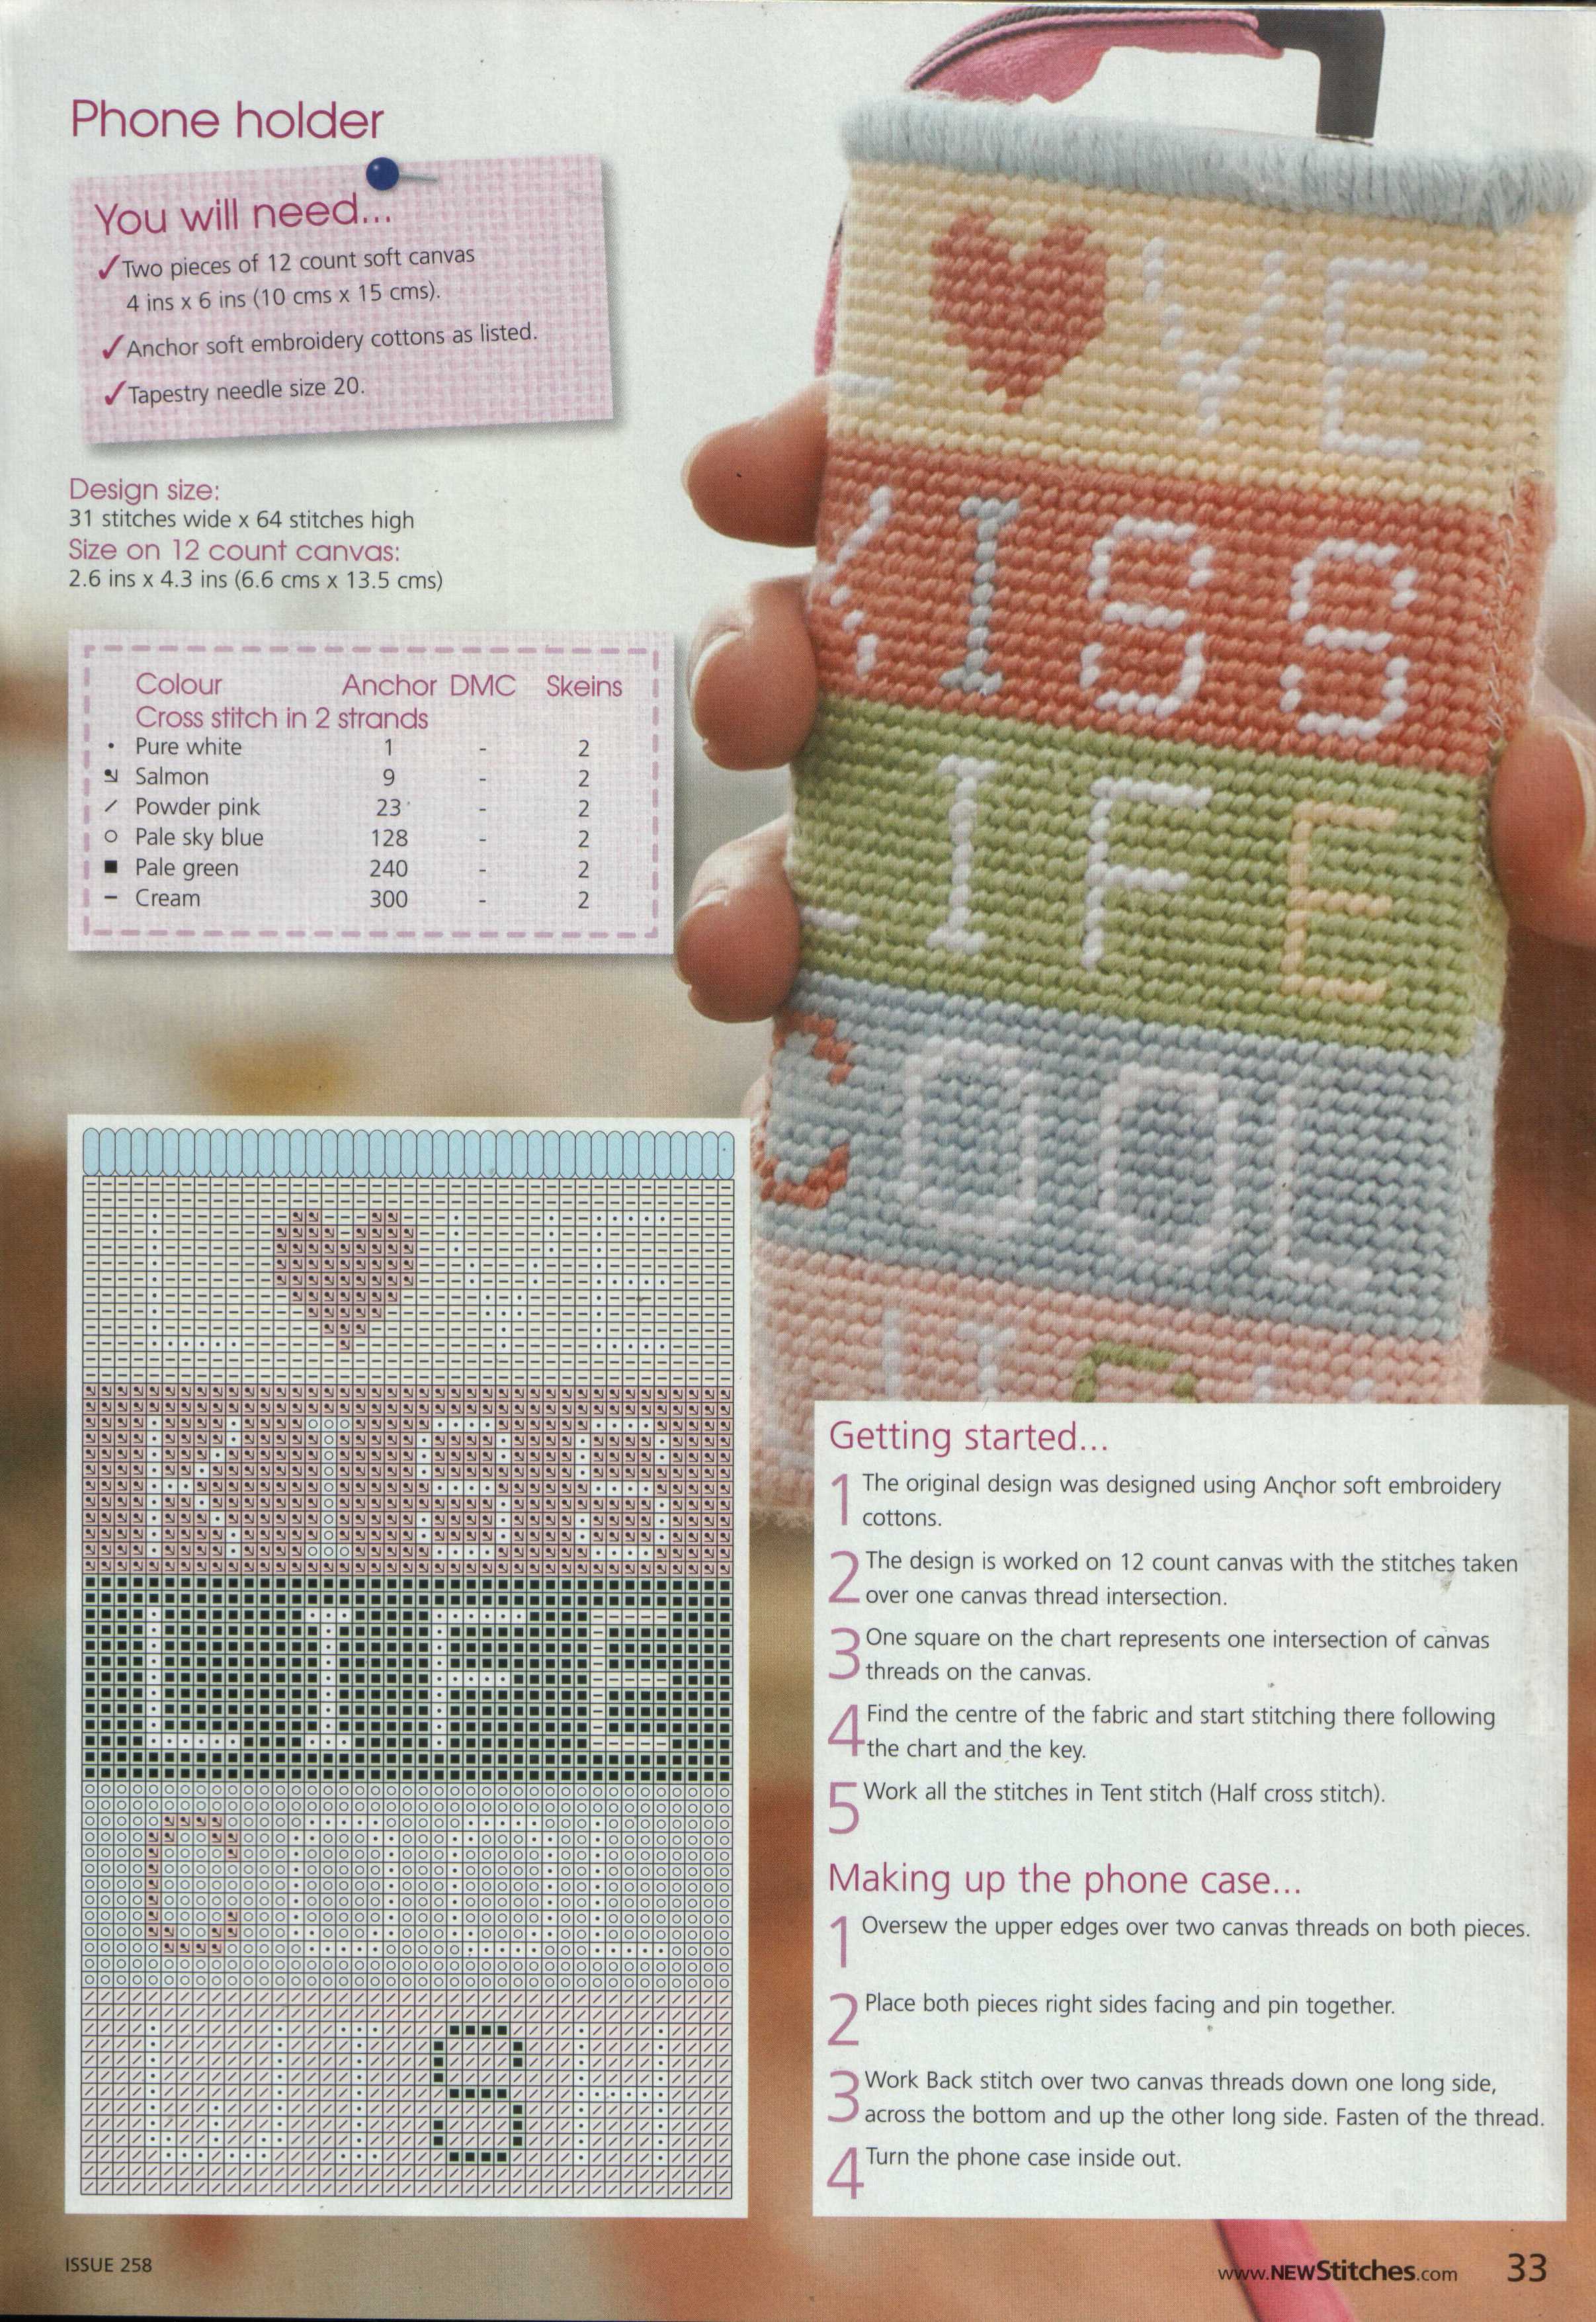 Phone holder
You will need...
✓Two pieces of 12 count soft canvas
4 ins x 6 ins (10 cms x 15 cms).
✓Anchor soft embroidery cottons as listed.
✓Tapestry needle size 20.
Design size:
31 stitches wide x 64 stitches high
Size on 12 count canvas:
2.6 ins x 4.3 ins (6.6 cms x 13.5 cms)
Colour Anchor DMC Skeins
Cross stitch in 2 strands
• Pure white 1 - 2
Salmon 9 - 2
/ Powder pink 23 - 2
○ Pale sky blue 128 - 2
■ Pale green 240 - 2
– Cream 300 - 2
L♥VE
KISS
LIFE
COOL
L VE
KISS
LIFE
COOL
WISH
Getting started...
1 The original design was designed using Anchor soft embroidery
cottons.
2 The design is worked on 12 count canvas with the stitches taken
over one canvas thread intersection.
3 One square on the chart represents one intersection of canvas
threads on the canvas.
4 Find the centre of the fabric and start stitching there following
the chart and the key.
5 Work all the stitches in Tent stitch (Half cross stitch).
Making up the phone case...
1 Oversew the upper edges over two canvas threads on both pieces.
2 Place both pieces right sides facing and pin together.
3 Work Back stitch over two canvas threads down one long side,
across the bottom and up the other long side. Fasten of the thread.
4 Turn the phone case inside out.
ISSUE 258
www.NEWStitches.com 33